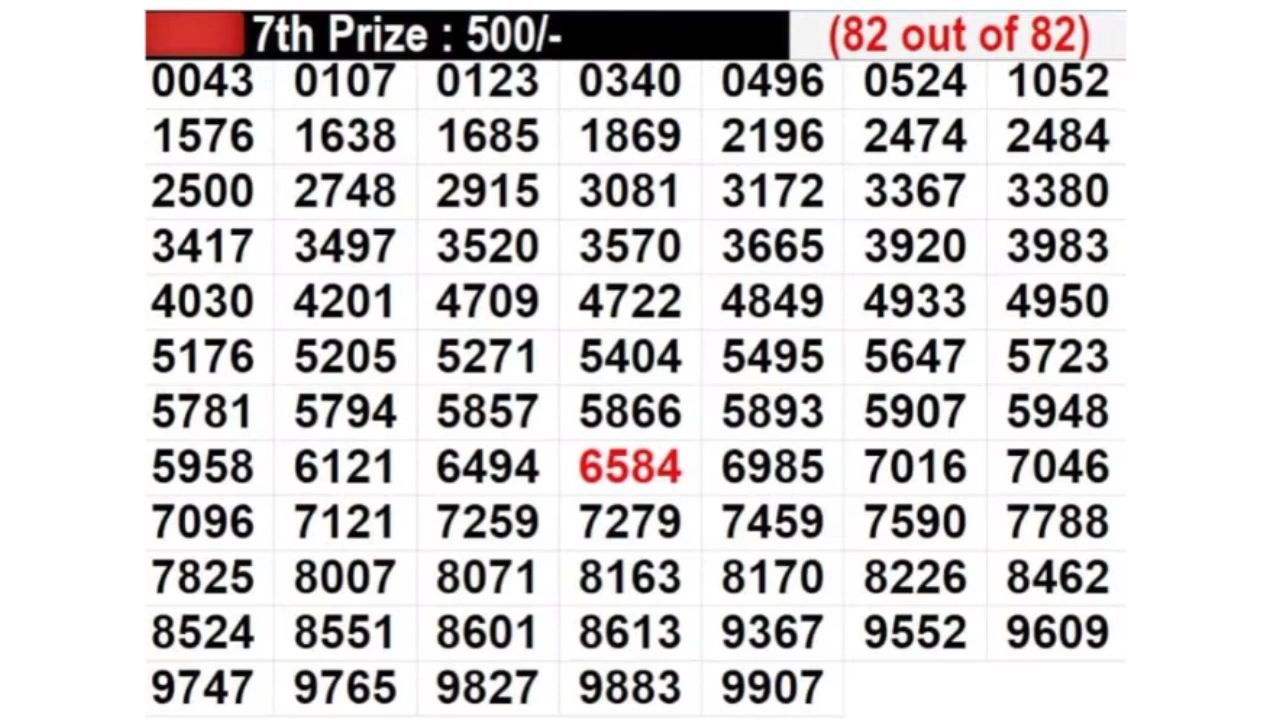 7th Prize : 500/- (82 out of 82)
0043 0107 0123 0340 0496 0524 1052
1576 1638 1685 1869 2196 2474 2484
2500 2748 2915 3081 3172 3367 3380
3417 3497 3520 3570 3665 3920 3983
4030 4201 4709 4722 4849 4933 4950
5176 5205 5271 5404 5495 5647 5723
5781 5794 5857 5866 5893 5907 5948
5958 6121 6494 6584 6985 7016 7046
7096 7121 7259 7279 7459 7590 7788
7825 8007 8071 8163 8170 8226 8462
8524 8551 8601 8613 9367 9552 9609
9747 9765 9827 9883 9907